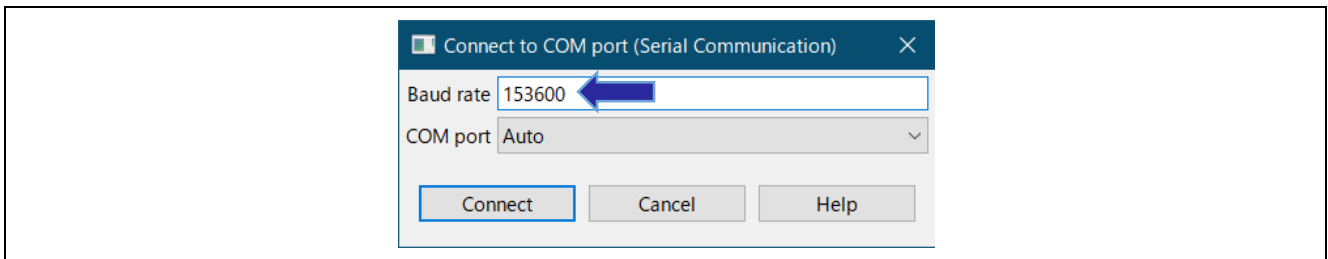 Connect to COM port (Serial Communication)
Baud rate 153600
COM port Auto
Connect Cancel Help